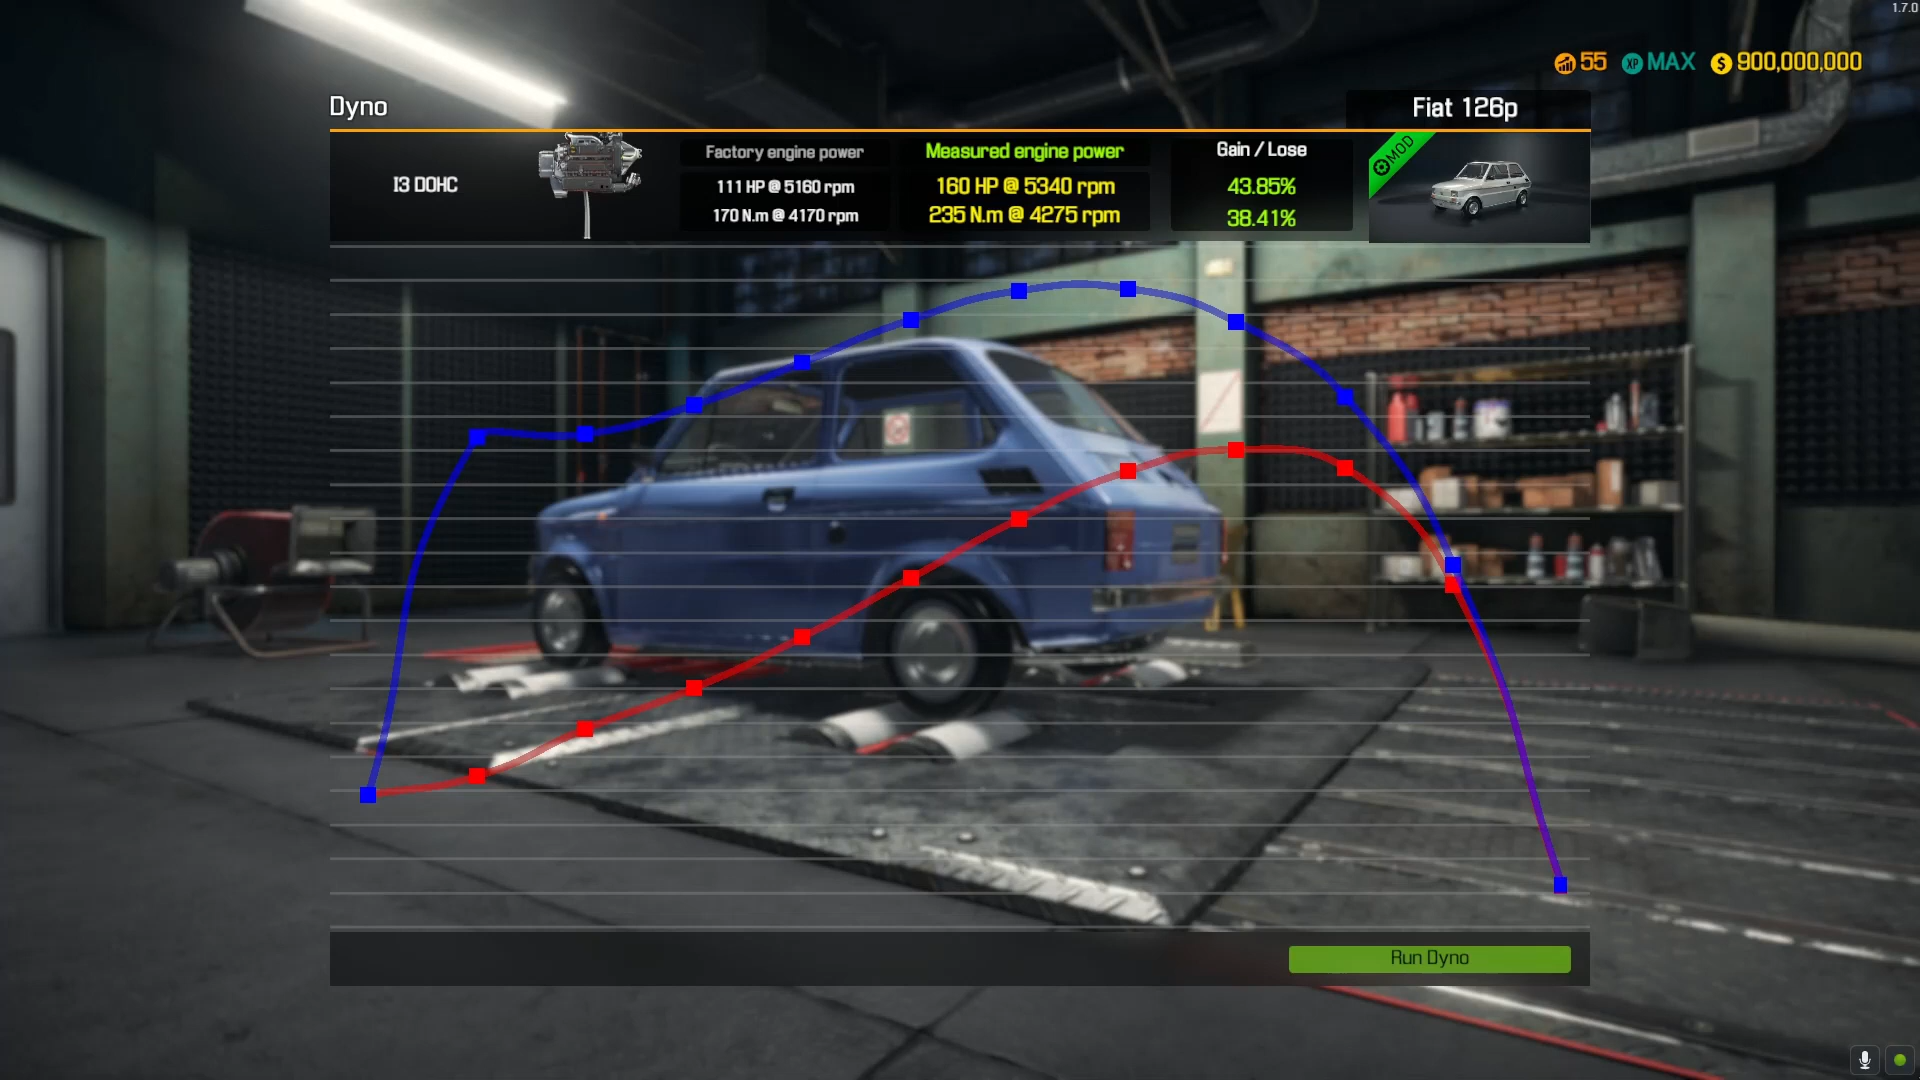 1.7.0
55 XP MAX $ 900,000,000
Dyno
Fiat 126p
I3 DOHC
Factory engine power
111 HP @ 5160 rpm
170 N.m @ 4170 rpm
Measured engine power
160 HP @ 5340 rpm
235 N.m @ 4275 rpm
Gain / Lose
43.85%
38.41%
MOD
Run Dyno